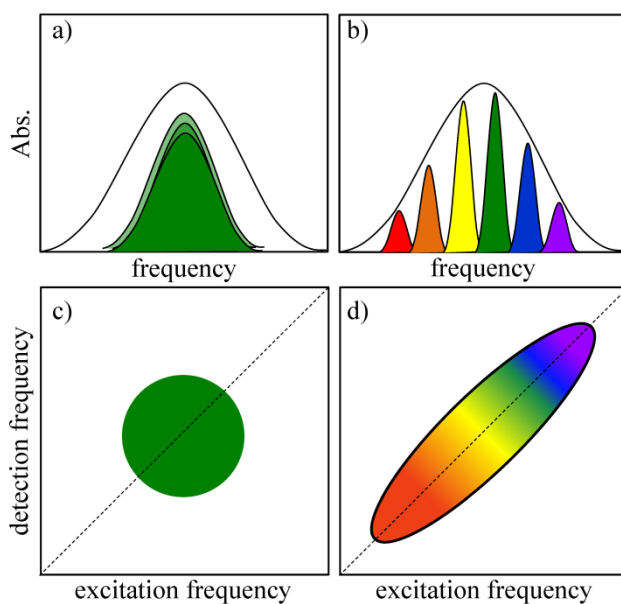 a)
b)
Abs.
frequency
frequency
c)
d)
detection frequency
excitation frequency
excitation frequency